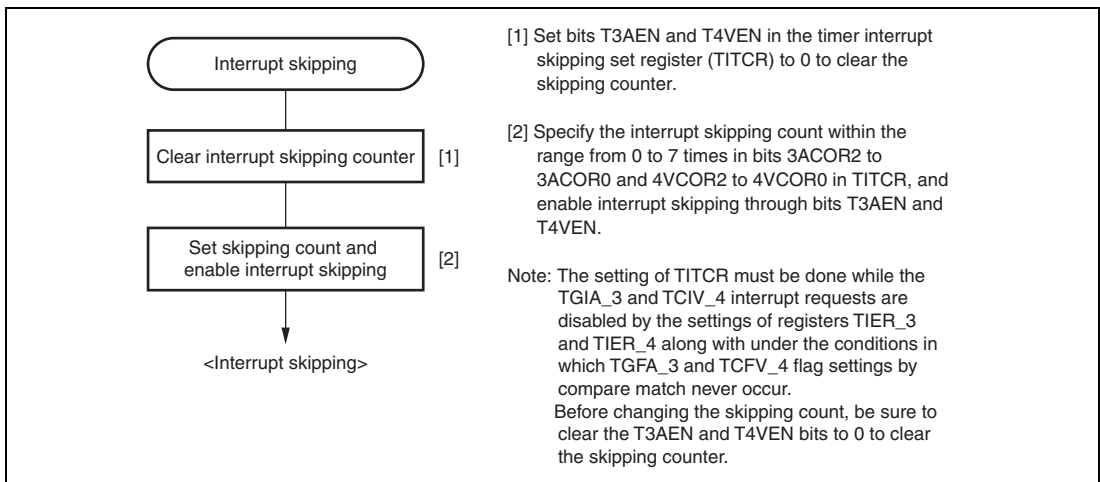 Interrupt skipping
Clear interrupt skipping counter
[1]
Set skipping count and
enable interrupt skipping
[2]
<Interrupt skipping>
[1] Set bits T3AEN and T4VEN in the timer interrupt
skipping set register (TITCR) to 0 to clear the
skipping counter.
[2] Specify the interrupt skipping count within the
range from 0 to 7 times in bits 3ACOR2 to
3ACOR0 and 4VCOR2 to 4VCOR0 in TITCR, and
enable interrupt skipping through bits T3AEN and
T4VEN.
Note: The setting of TITCR must be done while the
TGIA_3 and TCIV_4 interrupt requests are
disabled by the settings of registers TIER_3
and TIER_4 along with under the conditions in
which TGFA_3 and TCFV_4 flag settings by
compare match never occur.
Before changing the skipping count, be sure to
clear the T3AEN and T4VEN bits to 0 to clear
the skipping counter.